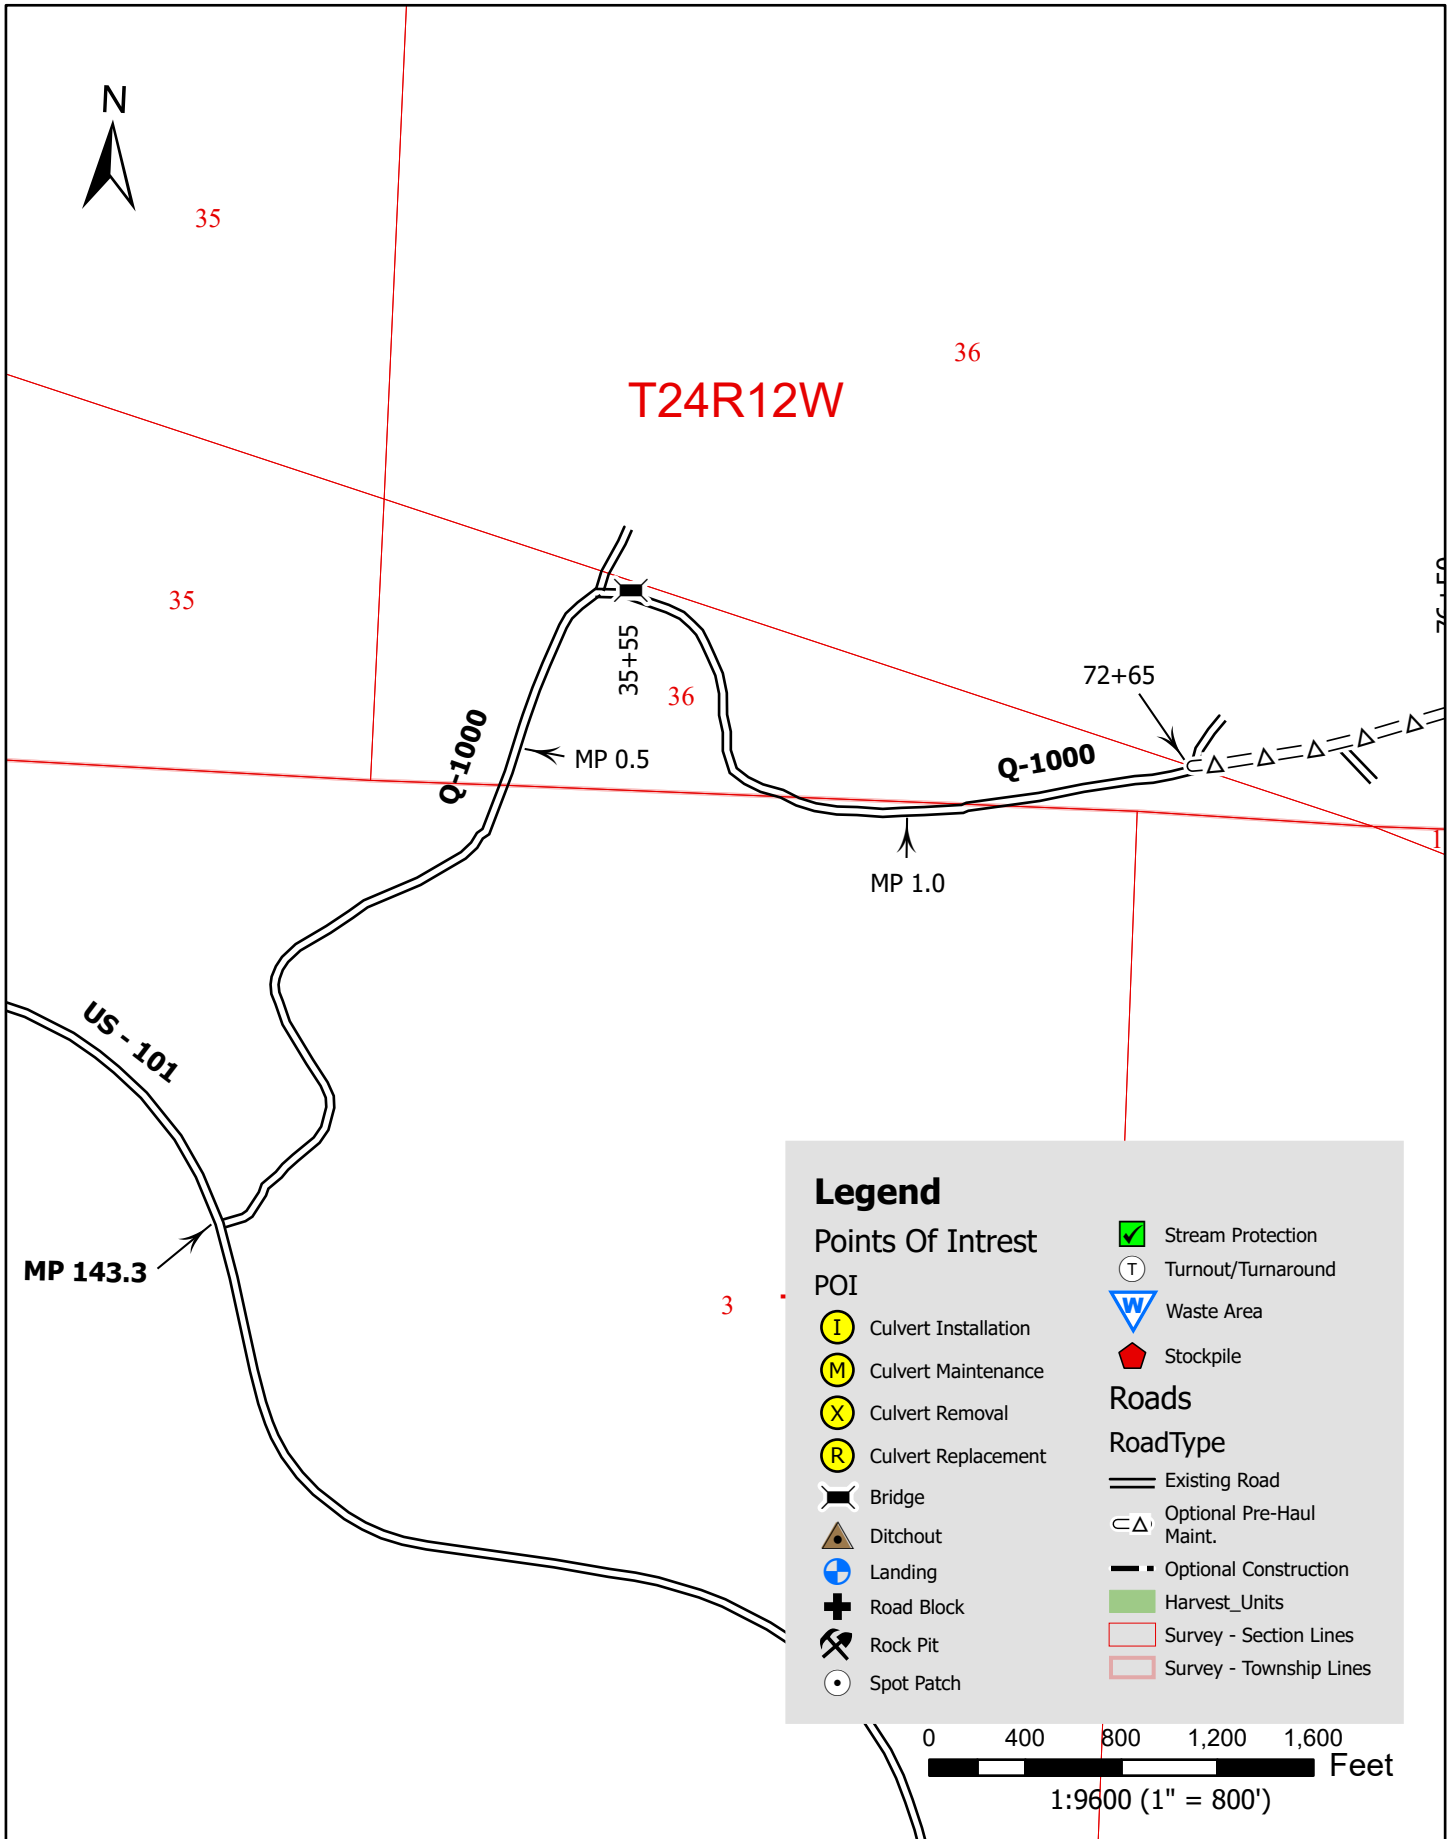 N
35
36
T24R12W
35
35+55
36
72+65
Q-1000
MP 0.5
Q-1000
MP 1.0
US - 101
MP 143.3
3
1
Legend
Points Of Intrest
POI
I Culvert Installation
M Culvert Maintenance
X Culvert Removal
R Culvert Replacement
Bridge
Ditchout
Landing
Road Block
Rock Pit
Spot Patch
Stream Protection
T Turnout/Turnaround
W Waste Area
Stockpile
Roads
RoadType
Existing Road
Optional Pre-Haul
Maint.
Optional Construction
Harvest_Units
Survey - Section Lines
Survey - Township Lines
0 400 800 1,200 1,600
Feet
1:9600 (1" = 800')